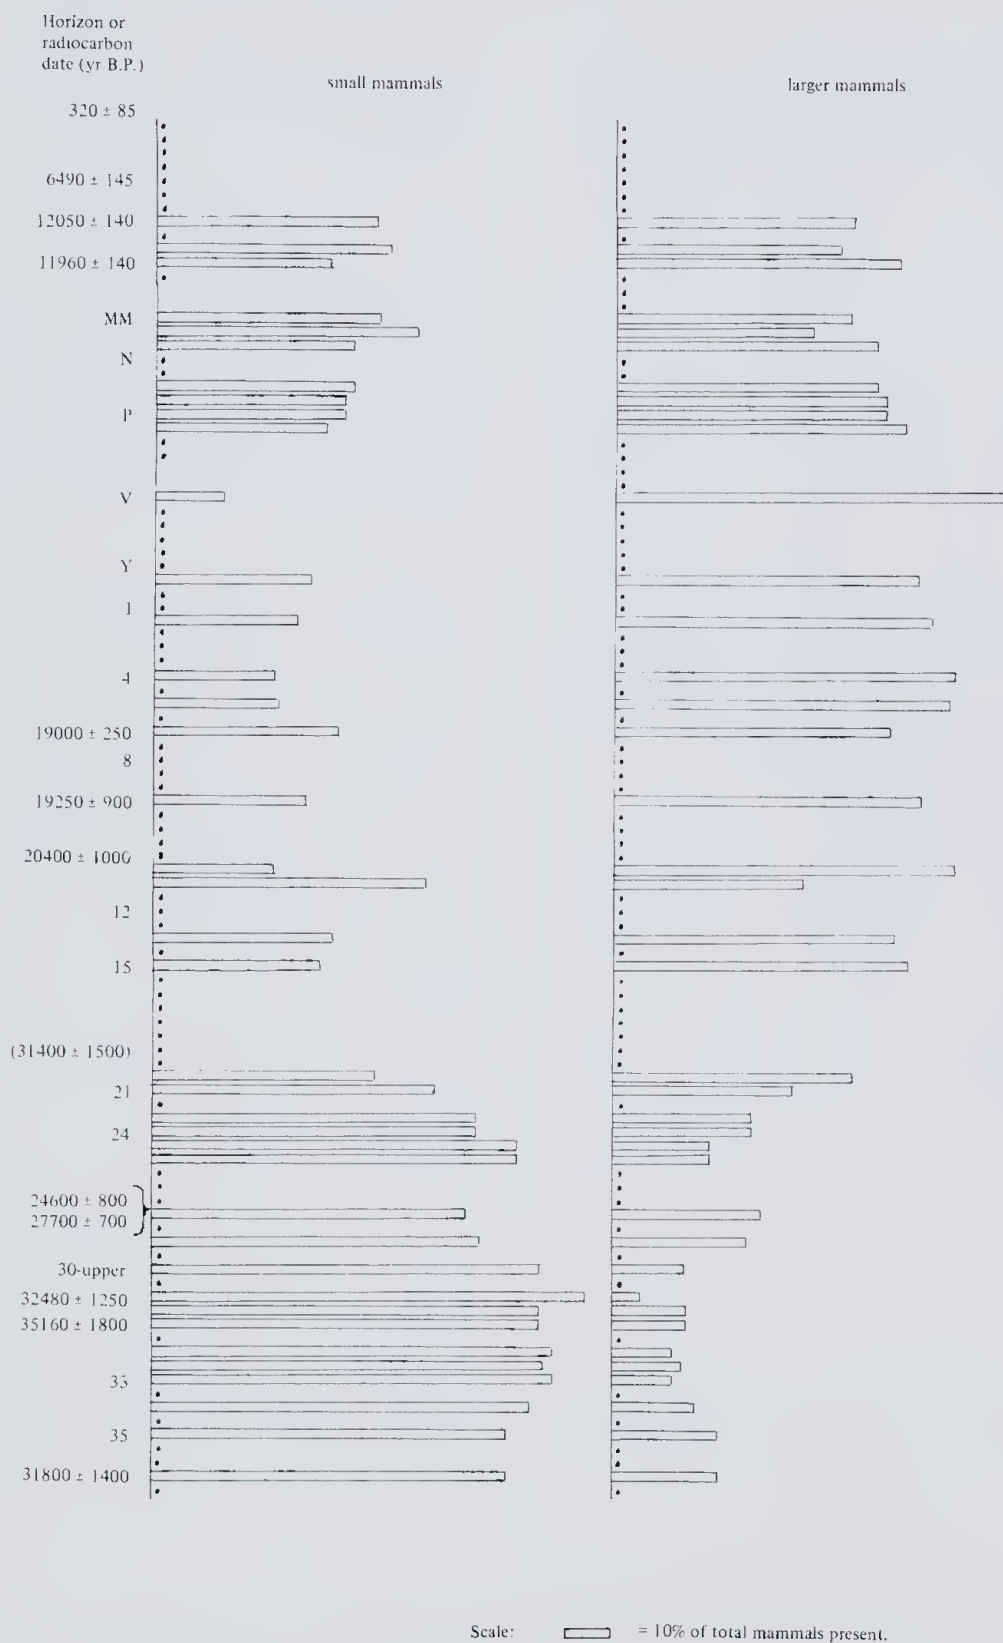 Horizon or
radiocarbon
date (yr B.P.)
small mammals
larger mammals
320 ± 85
6490 ± 145
12050 ± 140
11960 ± 140
MM
N
P
V
Y
1
4
19000 ± 250
8
19250 ± 900
20400 ± 1000
12
15
(31400 ± 1500)
21
24
24600 ± 800
27700 ± 700
30-upper
32480 ± 1250
35160 ± 1800
33
35
31800 ± 1400
Scale: = 10% of total mammals present.